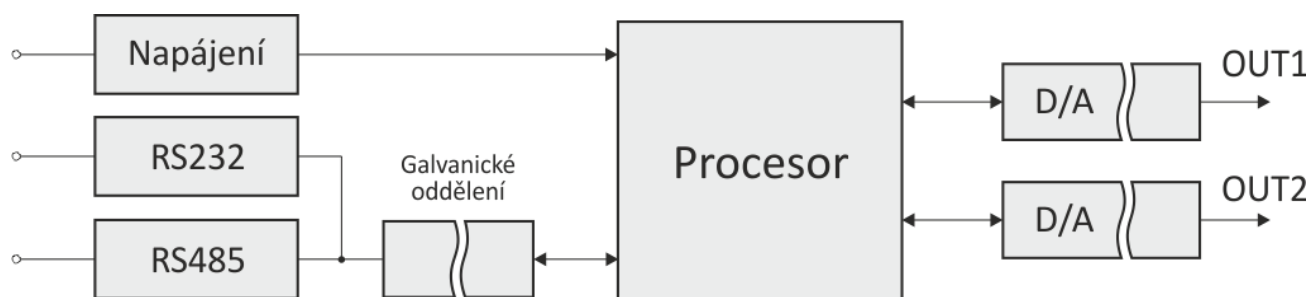 Napájení
RS232
RS485
Galvanické
oddělení
Procesor
D/A
OUT1
D/A
OUT2